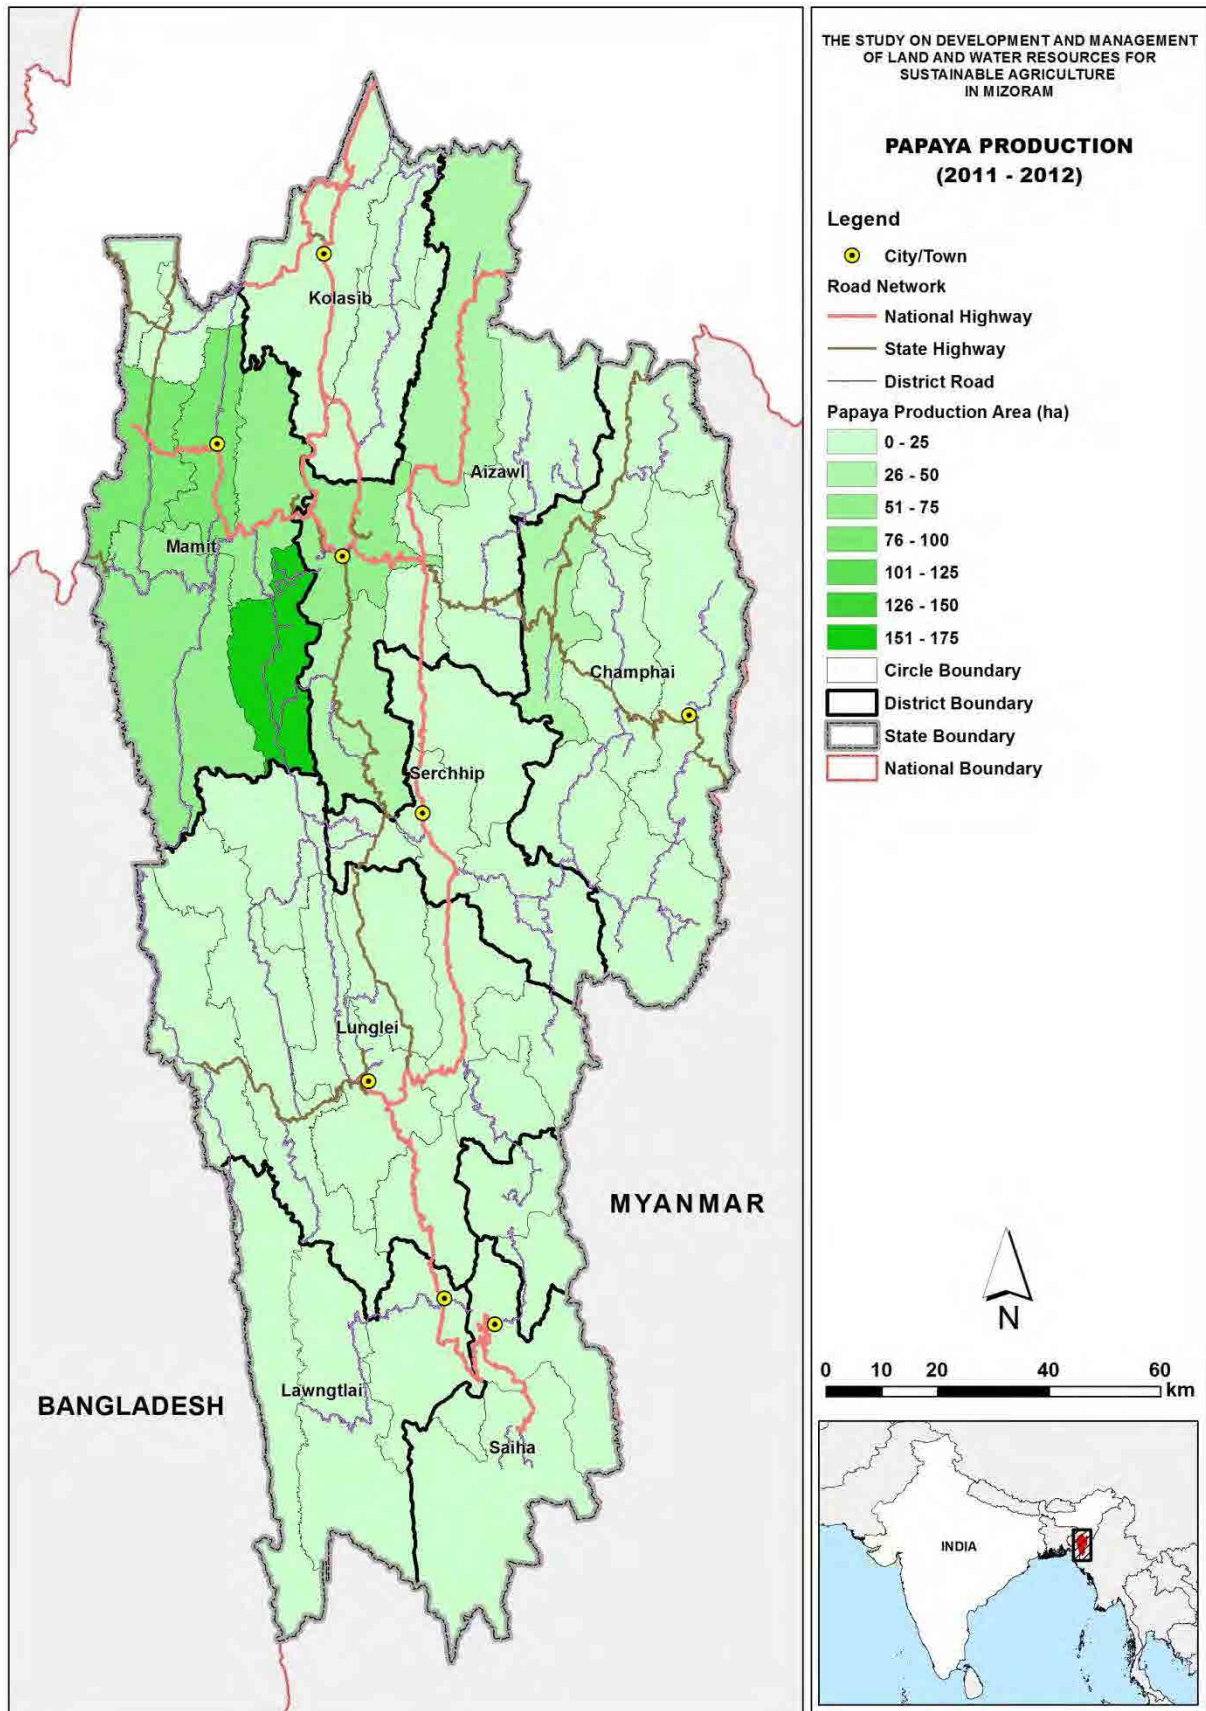 THE STUDY ON DEVELOPMENT AND MANAGEMENT
OF LAND AND WATER RESOURCES FOR
SUSTAINABLE AGRICULTURE
IN MIZORAM
PAPAYA PRODUCTION
(2011 - 2012)
Legend
City/Town
Road Network
National Highway
State Highway
District Road
Papaya Production Area (ha)
0 - 25
26 - 50
51 - 75
76 - 100
101 - 125
126 - 150
151 - 175
Circle Boundary
District Boundary
State Boundary
National Boundary
Kolasib
Aizawl
Mamit
Champhai
Serchhip
Lunglei
MYANMAR
Lawngtlai
BANGLADESH
Saiha
N
0 10 20 40 60
km
INDIA